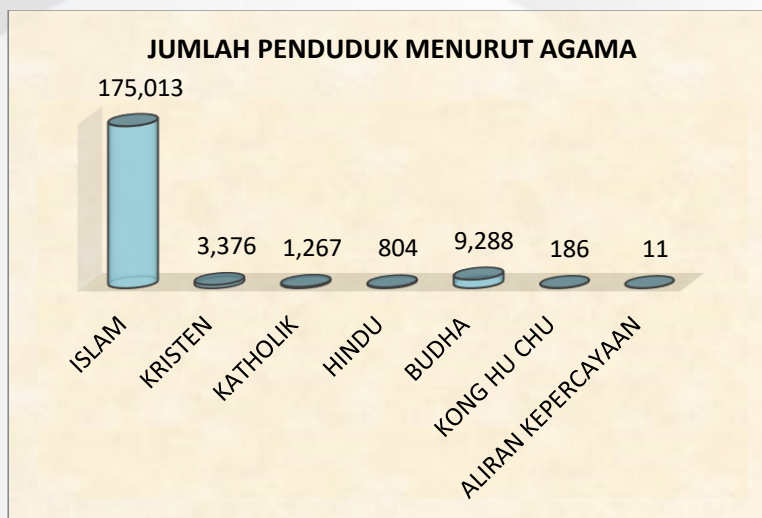 JUMLAH PENDUDUK MENURUT AGAMA
175,013
3,376
1,267
804
9,288
186
11
ISLAM
KRISTEN
KATHOLIK
HINDU
BUDHA
KONG HU CHU
ALIRAN KEPERCAYAAN